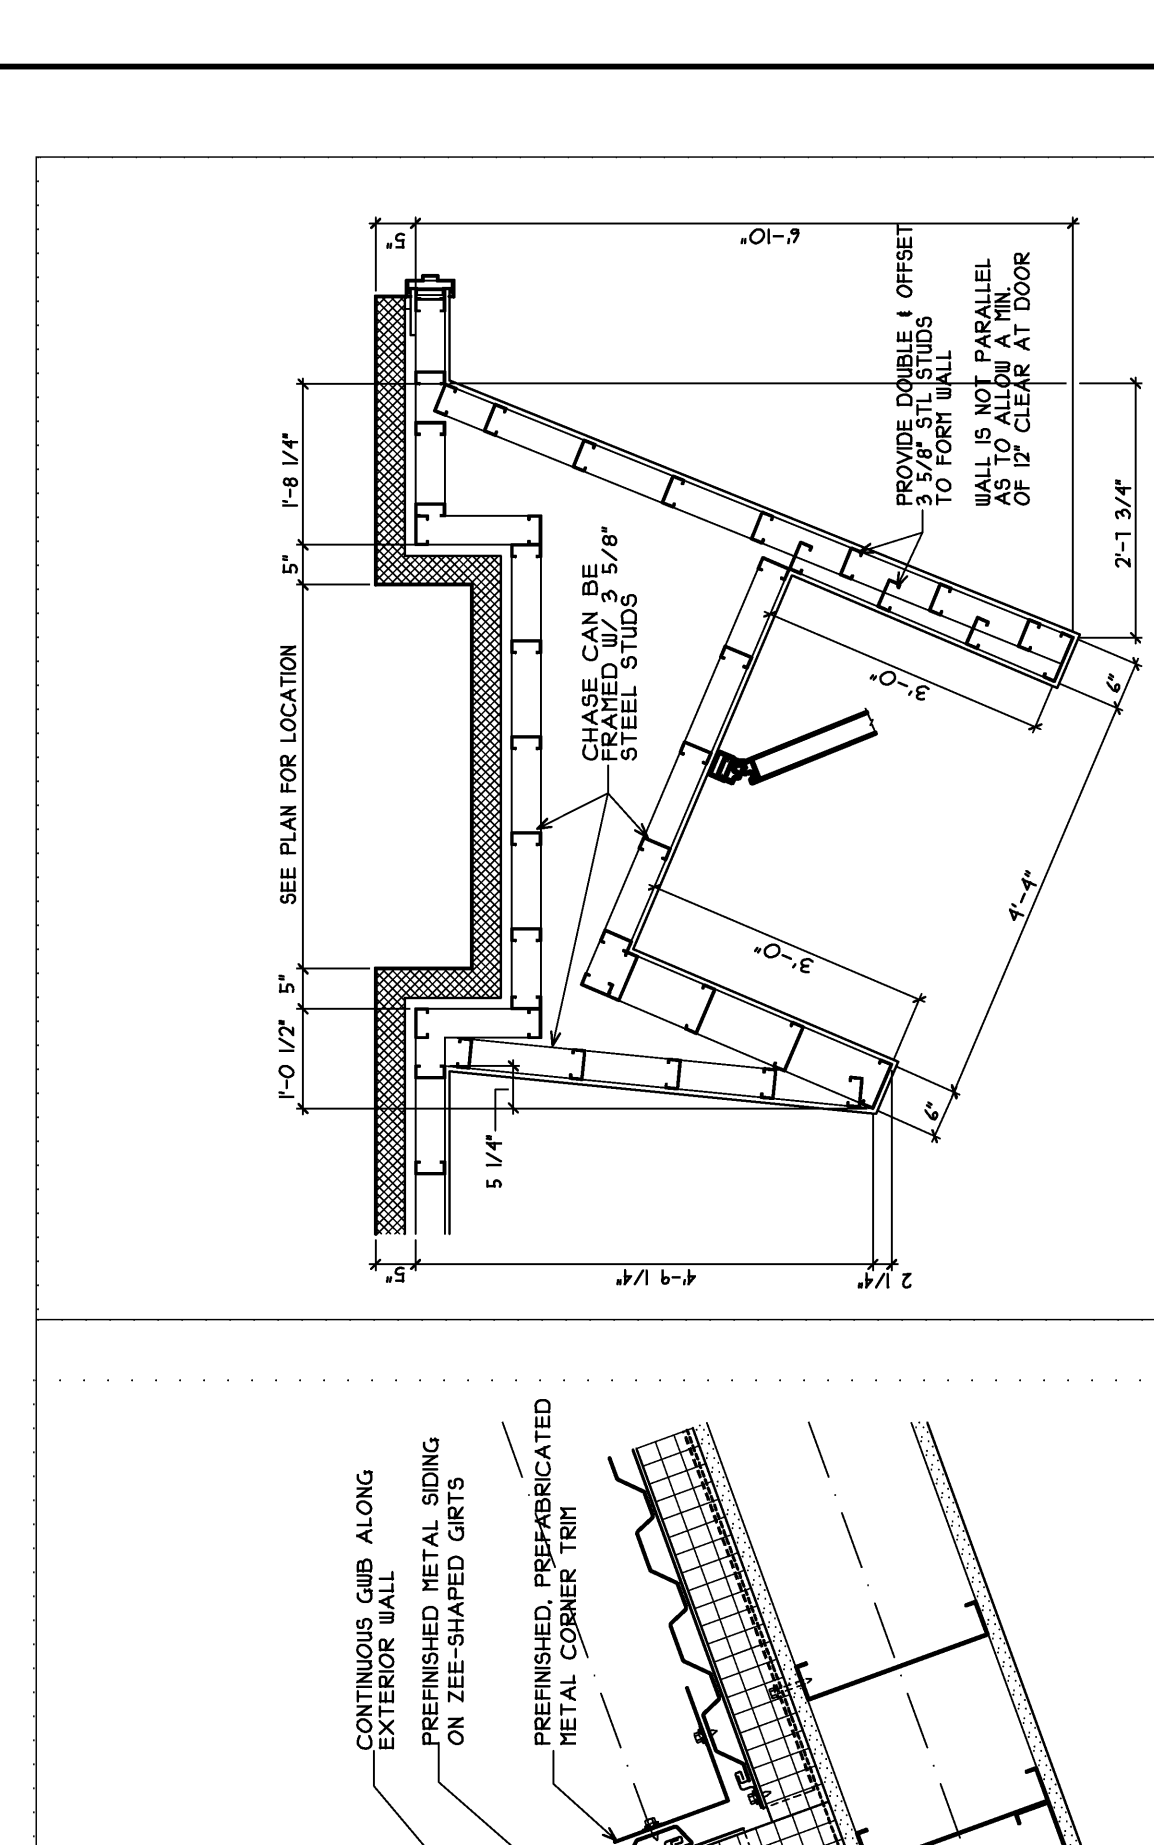 5"
6'-10"
1'-8 1/4"
5"
SEE PLAN FOR LOCATION
5"
1'-0 1/2"
CHASE CAN BE
FRAMED W/ 3 5/8"
STEEL STUDS
PROVIDE DOUBLE & OFFSET
3 5/8" STL STUDS
TO FORM WALL
WALL IS NOT PARALLEL
AS TO ALLOW A MIN.
OF 12" CLEAR AT DOOR
2'-7 3/4"
3'-0"
6"
4'-4"
3'-0"
6"
5 1/4"
5"
4'-9 1/4"
2 1/4"
CONTINUOUS GWB ALONG
EXTERIOR WALL
PREFINISHED METAL SIDING
ON ZEE-SHAPED GIRTS
PREFINISHED, PREFABRICATED
METAL CORNER TRIM